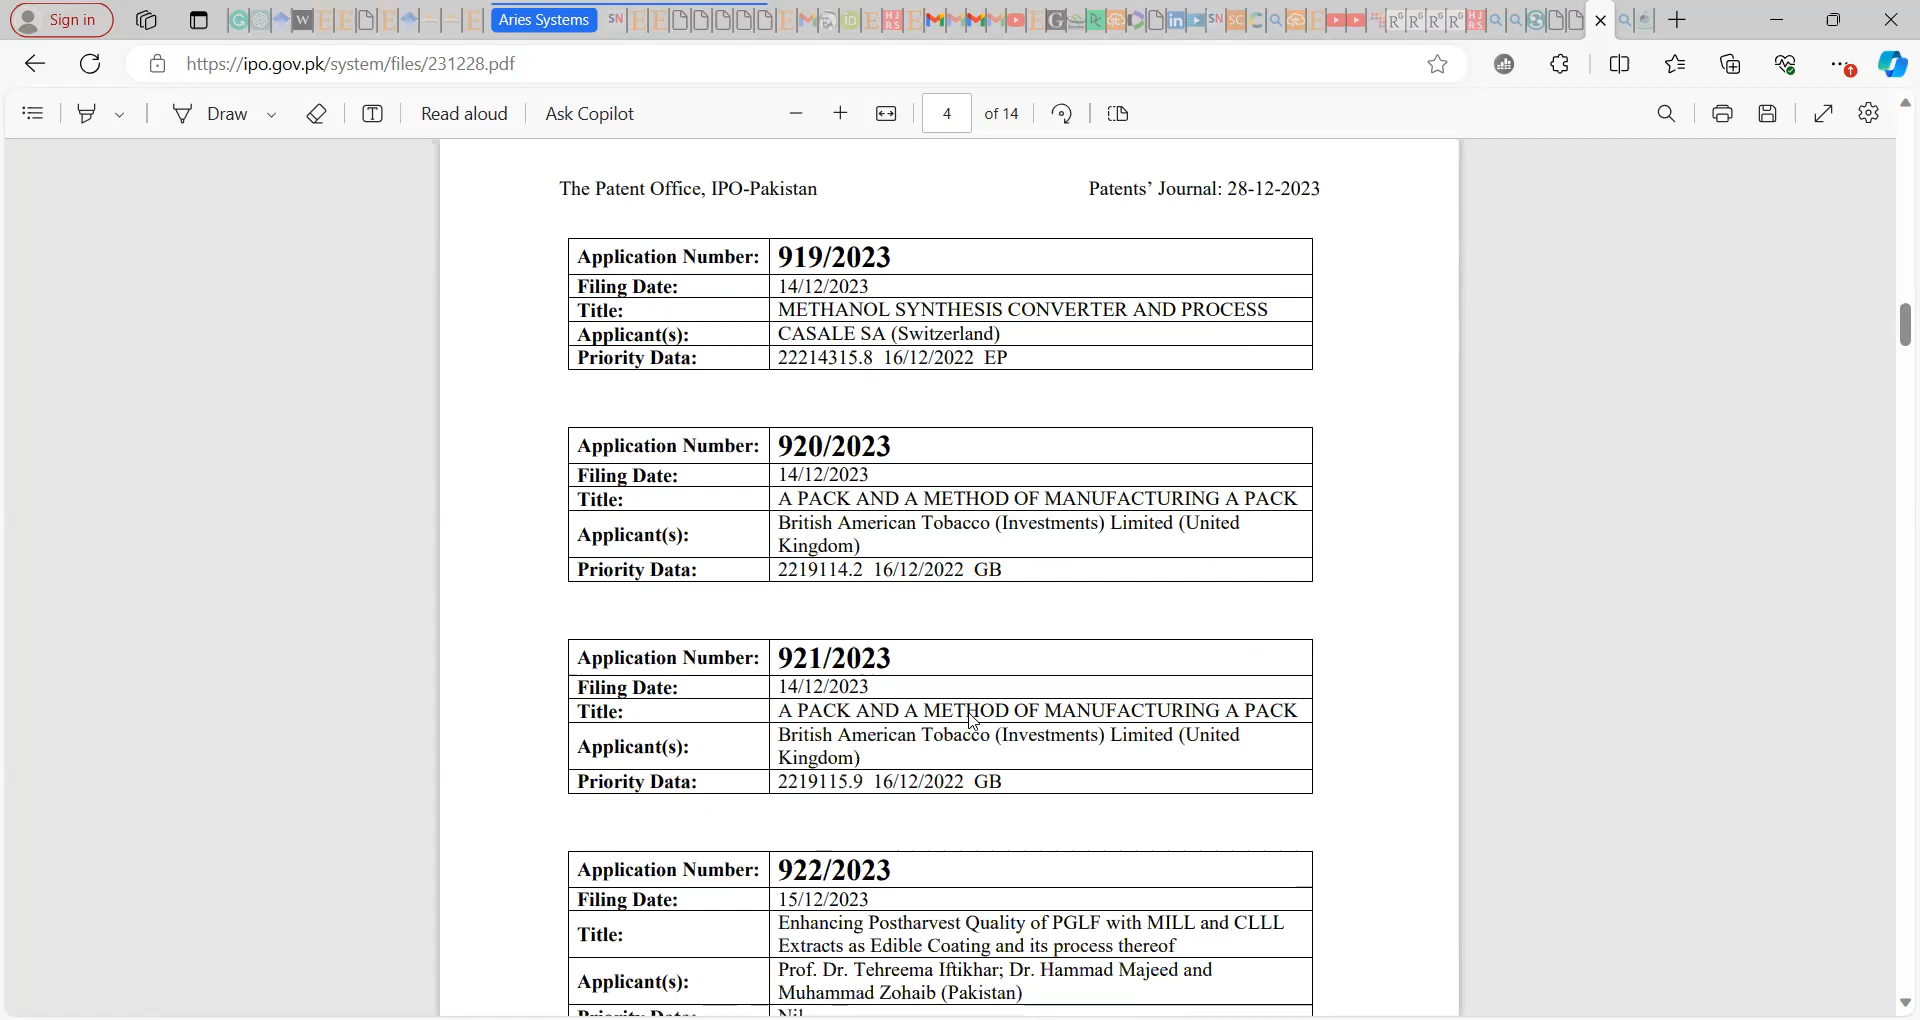 Sign in
Aries Systems
https://ipo.gov.pk/system/files/231228.pdf
Draw
Read aloud
Ask Copilot
4 of 14
The Patent Office, IPO-Pakistan Patents' Journal: 28-12-2023
Application Number: 919/2023
Filing Date: 14/12/2023
Title: METHANOL SYNTHESIS CONVERTER AND PROCESS
Applicant(s): CASALE SA (Switzerland)
Priority Data: 22214315.8 16/12/2022 EP
Application Number: 920/2023
Filing Date: 14/12/2023
Title: A PACK AND A METHOD OF MANUFACTURING A PACK
Applicant(s): British American Tobacco (Investments) Limited (United
Kingdom)
Priority Data: 2219114.2 16/12/2022 GB
Application Number: 921/2023
Filing Date: 14/12/2023
Title: A PACK AND A METHOD OF MANUFACTURING A PACK
Applicant(s): British American Tobacco (Investments) Limited (United
Kingdom)
Priority Data: 2219115.9 16/12/2022 GB
Application Number: 922/2023
Filing Date: 15/12/2023
Title: Enhancing Postharvest Quality of PGLF with MILL and CLLL
Extracts as Edible Coating and its process thereof
Applicant(s): Prof. Dr. Tehreema Iftikhar; Dr. Hammad Majeed and
Muhammad Zohaib (Pakistan)
Priority Data: Nil